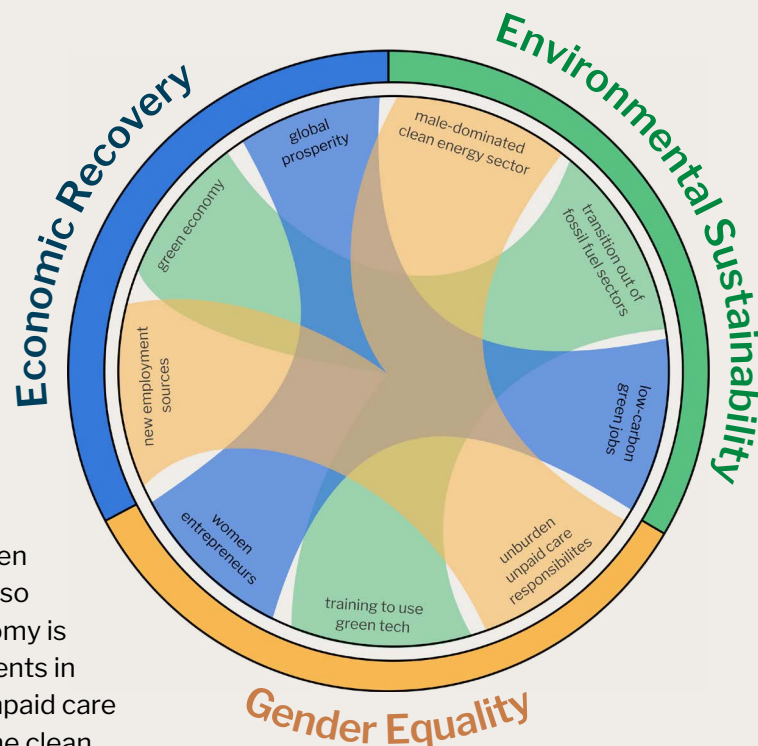 Economic Recovery
Environmental Sustainability
global
prosperity
male-dominated
clean energy sector
green economy
transition out of
fossil fuel sectors
new employment
sources
low-carbon
green jobs
women
entrepreneurs
unburden
unpaid care
responsibilites
training to use
green tech
Gender Equality
en
so
omy is
ents in
npaid care
he clean